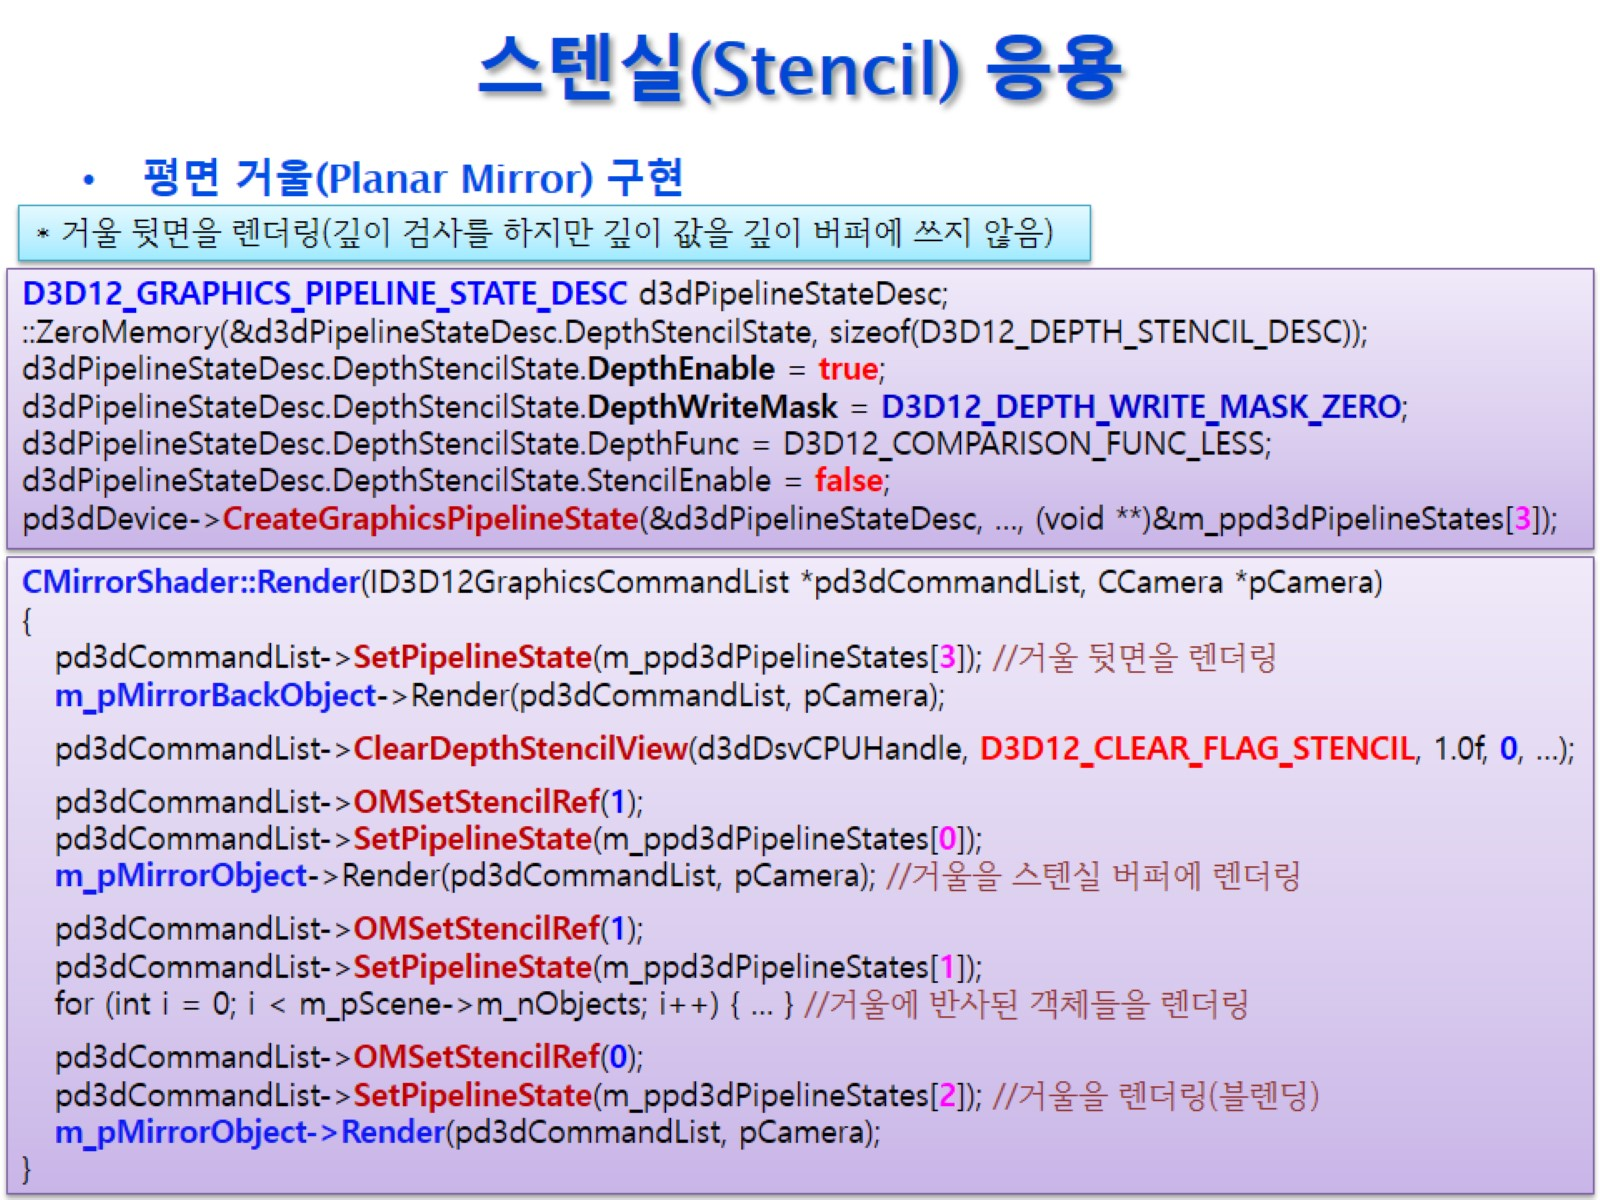 스텐실(Stencil) 응용
• 평면 거울(Planar Mirror) 구현
* 거울 뒷면을 렌더링(깊이 검사를 하지만 깊이 값을 깊이 버퍼에 쓰지 않음)
D3D12_GRAPHICS_PIPELINE_STATE_DESC d3dPipelineStateDesc;
::ZeroMemory(&d3dPipelineStateDesc.DepthStencilState, sizeof(D3D12_DEPTH_STENCIL_DESC));
d3dPipelineStateDesc.DepthStencilState.DepthEnable = true;
d3dPipelineStateDesc.DepthStencilState.DepthWriteMask = D3D12_DEPTH_WRITE_MASK_ZERO;
d3dPipelineStateDesc.DepthStencilState.DepthFunc = D3D12_COMPARISON_FUNC_LESS;
d3dPipelineStateDesc.DepthStencilState.StencilEnable = false;
pd3dDevice->CreateGraphicsPipelineState(&d3dPipelineStateDesc, ..., (void **)&m_ppd3dPipelineStates[3]);
CMirrorShader::Render(ID3D12GraphicsCommandList *pd3dCommandList, CCamera *pCamera)
{
pd3dCommandList->SetPipelineState(m_ppd3dPipelineStates[3]); //거울 뒷면을 렌더링
m_pMirrorBackObject->Render(pd3dCommandList, pCamera);
pd3dCommandList->ClearDepthStencilView(d3dDsvCPUHandle, D3D12_CLEAR_FLAG_STENCIL, 1.0f, 0, ...);
pd3dCommandList->OMSetStencilRef(1);
pd3dCommandList->SetPipelineState(m_ppd3dPipelineStates[0]);
m_pMirrorObject->Render(pd3dCommandList, pCamera); //거울을 스텐실 버퍼에 렌더링
pd3dCommandList->OMSetStencilRef(1);
pd3dCommandList->SetPipelineState(m_ppd3dPipelineStates[1]);
for (int i = 0; i < m_pScene->m_nObjects; i++) { ... } //거울에 반사된 객체들을 렌더링
pd3dCommandList->OMSetStencilRef(0);
pd3dCommandList->SetPipelineState(m_ppd3dPipelineStates[2]); //거울을 렌더링(블렌딩)
m_pMirrorObject->Render(pd3dCommandList, pCamera);
}